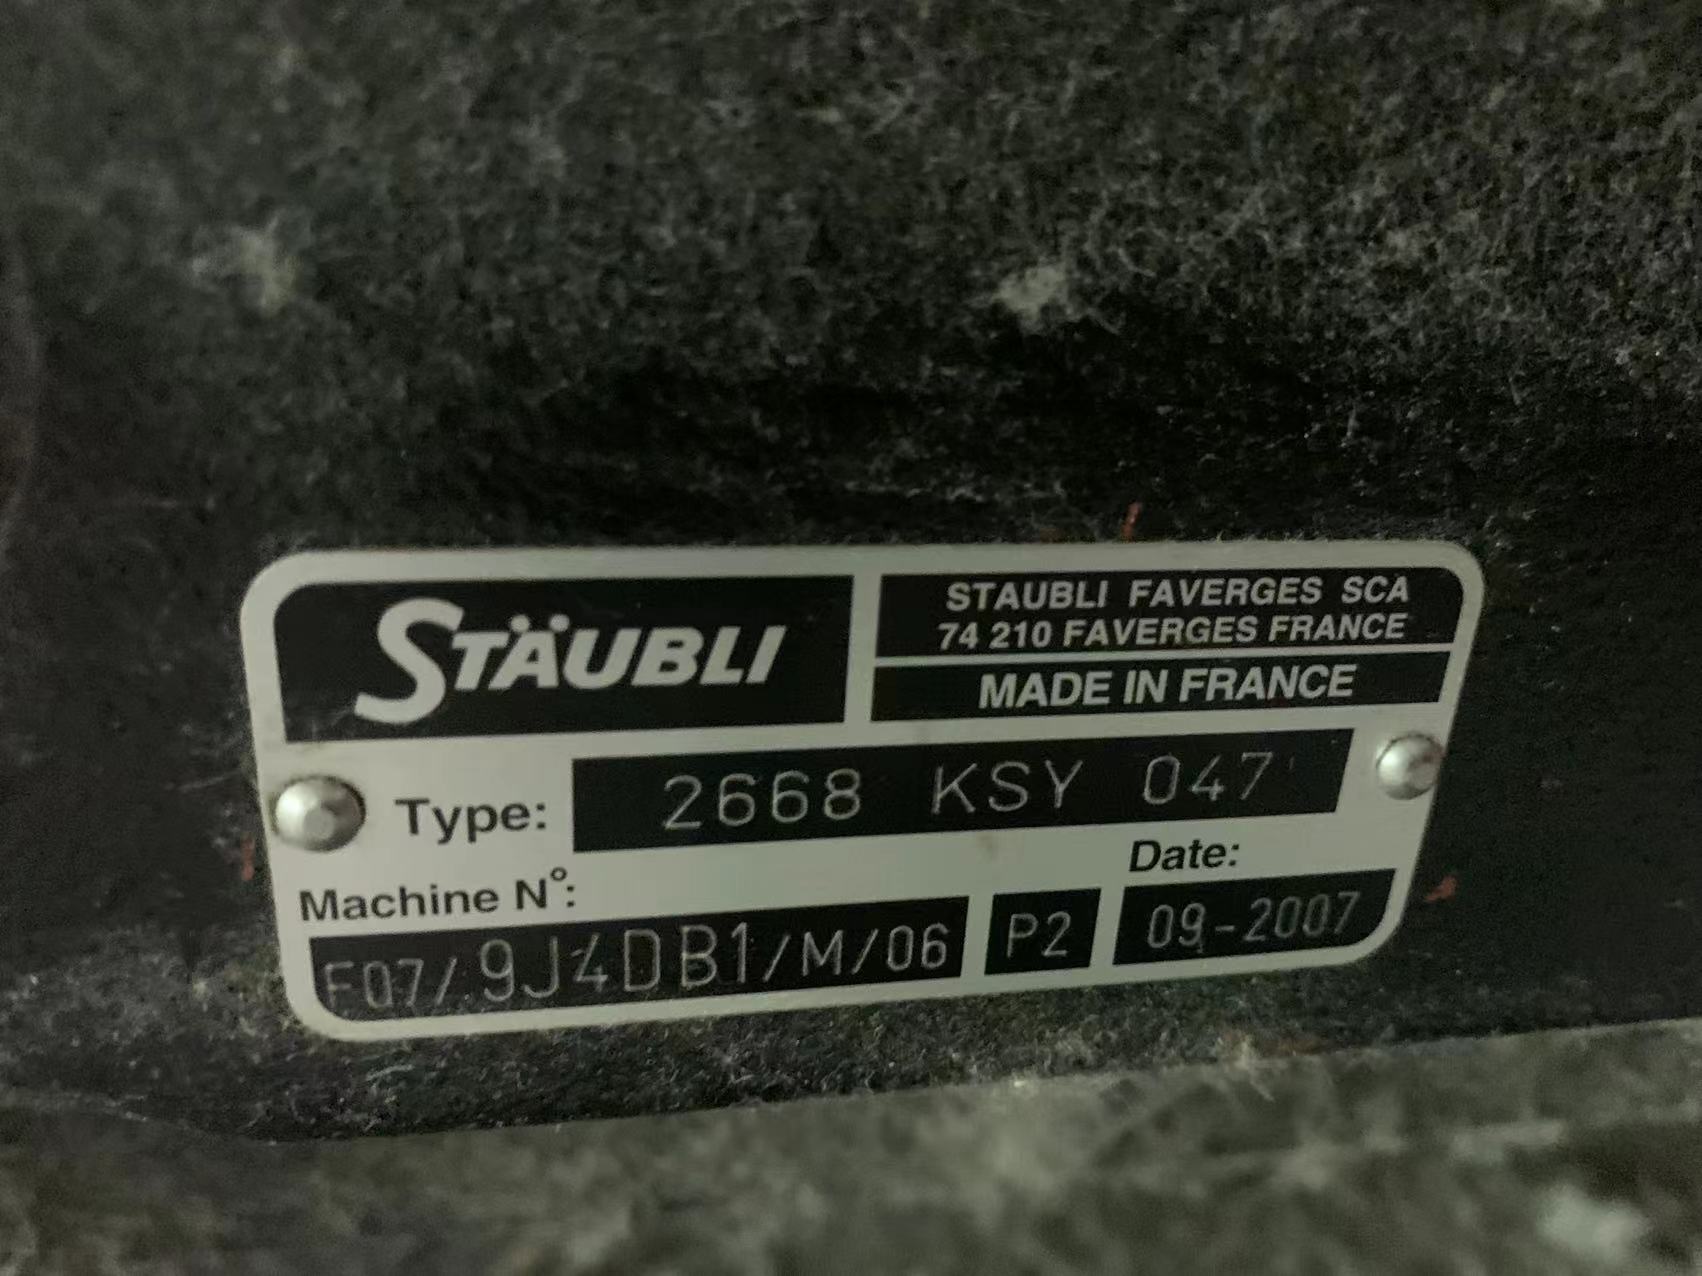 STÄUBLI
STAUBLI FAVERGES SCA
74 210 FAVERGES FRANCE
MADE IN FRANCE
Type: 2668 KSY 047
Date:
Machine N°:
F07/9J4DB1/M/06 P2 09-2007